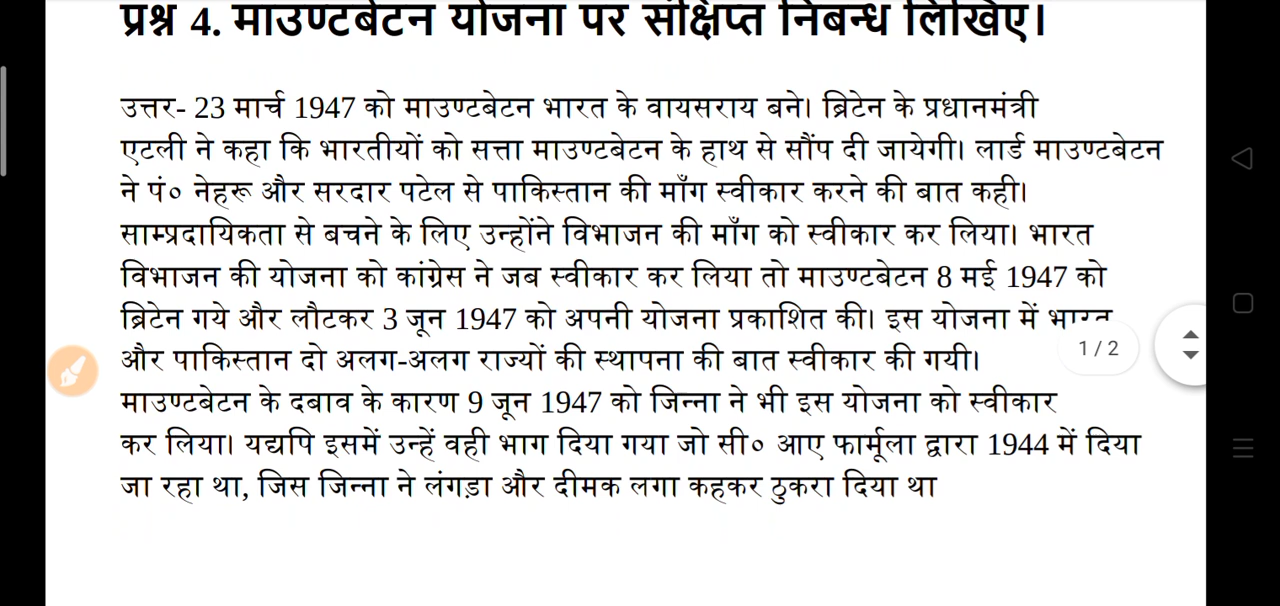 प्रश्न 4. माउण्टबेटन योजना पर संक्षिप्त निबन्ध लिखिए।
उत्तर- 23 मार्च 1947 को माउण्टबेटन भारत के वायसराय बने। ब्रिटेन के प्रधानमंत्री
एटली ने कहा कि भारतीयों को सत्ता माउण्टबेटन के हाथ से सौंप दी जायेगी। लार्ड माउण्टबेटन
ने पं० नेहरू और सरदार पटेल से पाकिस्तान की माँग स्वीकार करने की बात कही।
साम्प्रदायिकता से बचने के लिए उन्होंने विभाजन की माँग को स्वीकार कर लिया। भारत
विभाजन की योजना को कांग्रेस ने जब स्वीकार कर लिया तो माउण्टबेटन 8 मई 1947 को
ब्रिटेन गये और लौटकर 3 जून 1947 को अपनी योजना प्रकाशित की। इस योजना में भारत
और पाकिस्तान दो अलग-अलग राज्यों की स्थापना की बात स्वीकार की गयी।
माउण्टबेटन के दबाव के कारण 9 जून 1947 को जिन्ना ने भी इस योजना को स्वीकार
कर लिया। यद्यपि इसमें उन्हें वही भाग दिया गया जो सी० आए फार्मूला द्वारा 1944 में दिया
जा रहा था, जिस जिन्ना ने लंगड़ा और दीमक लगा कहकर ठुकरा दिया था
1 / 2